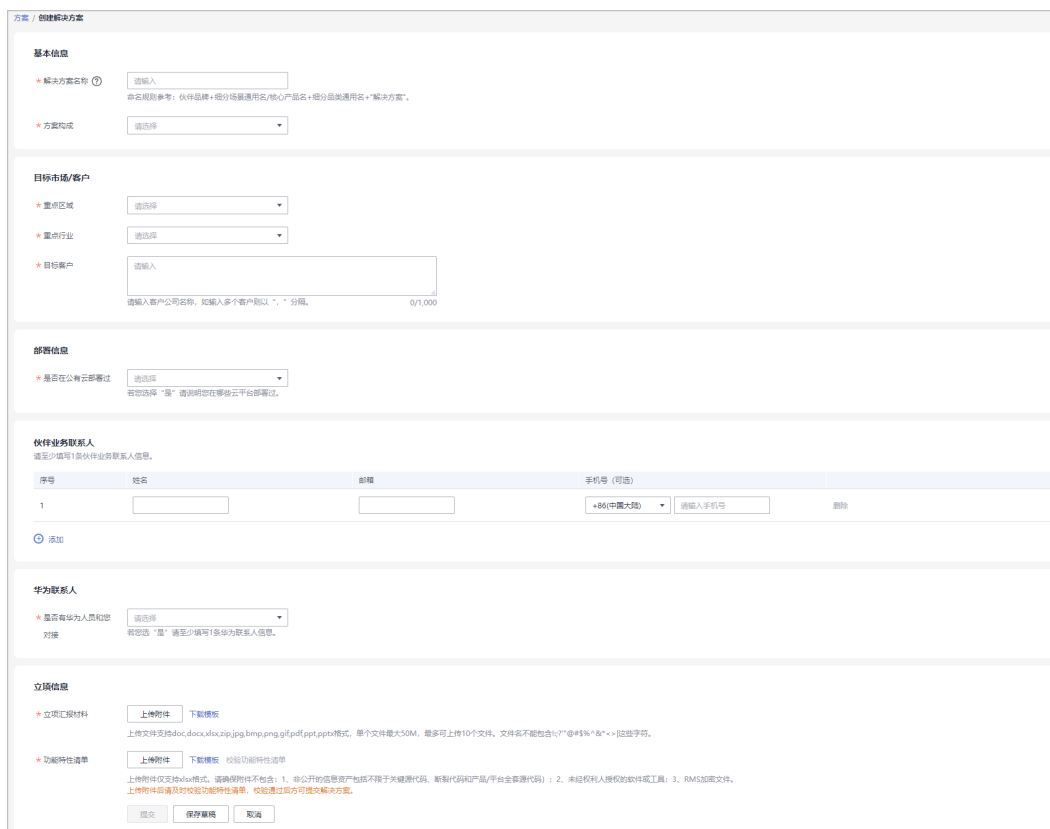 方案 / 创建解决方案
基本信息
* 解决方案名称 ? 请输入
命名规则参考：伙伴品牌+细分场景通用名/核心产品名+细分品类通用名+"解决方案"。
* 方案构成 请选择
目标市场/客户
* 重点区域 请选择
* 重点行业 请选择
* 目标客户 请输入
请输入客户公司名称，如输入多个客户则以 "，" 分隔。 0/1,000
部署信息
* 是否在公有云部署过 请选择
若您选择 "是" 请说明您在哪些云平台部署过。
伙伴业务联系人
请至少填写1条伙伴业务联系人信息。
序号 姓名 邮箱 手机号（可选）
1 +86(中国大陆) 请输入手机号 删除
添加
华为联系人
* 是否有华为人员和您 请选择
对接 若您选 "是" 请至少填写1条华为联系人信息。
立项信息
* 立项汇报材料 上传附件 下载模板
上传文件支持doc,docx,xlsx,zip,jpg,bmp,png,gif,pdf,ppt,pptx格式，单个文件最大50M，最多可上传10个文件。文件名不能包含!;?'"@#$%^&*<>|这些字符。
* 功能特性清单 上传附件 下载模板 校验功能特性清单
上传附件仅支持xlsx格式。请确保附件不包含：1、非公开的信息资产包括不限于关键源代码、断裂代码和产品/平台全套源代码）；2、未经权利人授权的软件或工具；3、RMS加密文件。
上传附件后请及时校验功能特性清单，校验通过后方可提交解决方案。
提交 保存草稿 取消